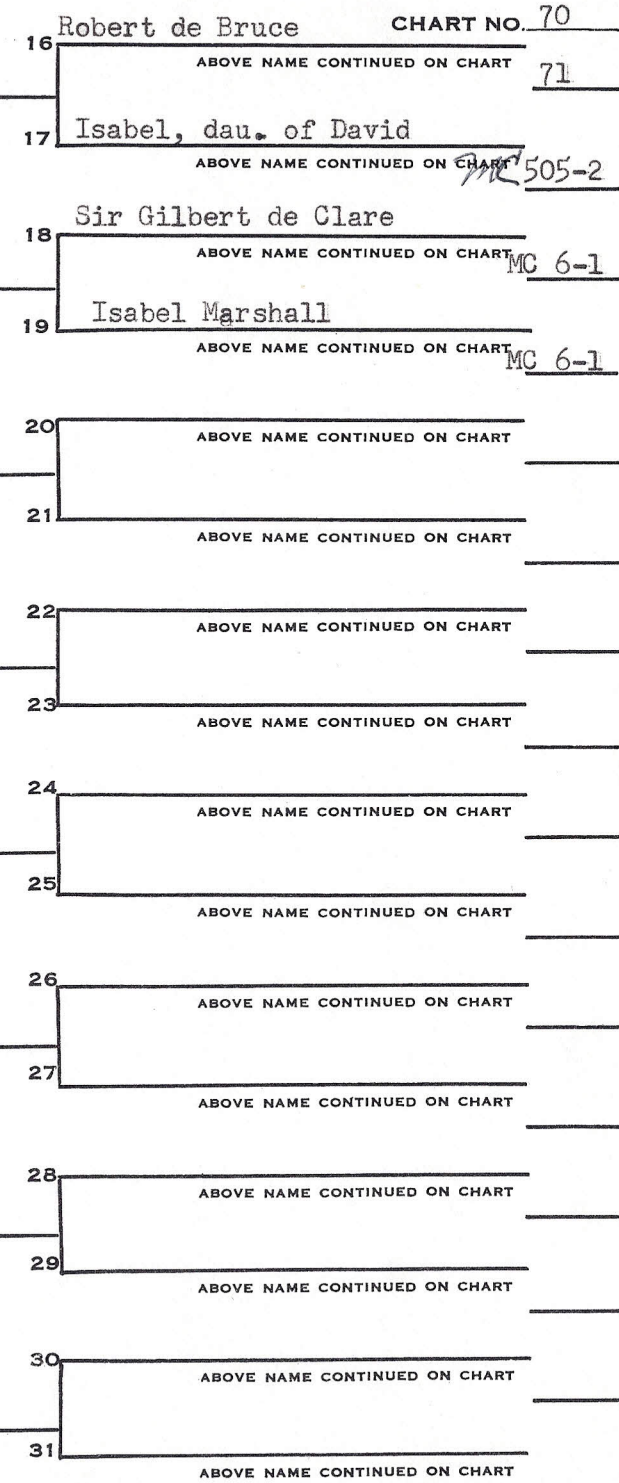 Robert de Bruce CHART NO. 70
16
ABOVE NAME CONTINUED ON CHART 71
Isabel, dau. of David
17
ABOVE NAME CONTINUED ON CHART MC 505-2
Sir Gilbert de Clare
18
ABOVE NAME CONTINUED ON CHART MC 6-1
Isabel Marshall
19
ABOVE NAME CONTINUED ON CHART MC 6-1
20
ABOVE NAME CONTINUED ON CHART
21
ABOVE NAME CONTINUED ON CHART
22
ABOVE NAME CONTINUED ON CHART
23
ABOVE NAME CONTINUED ON CHART
24
ABOVE NAME CONTINUED ON CHART
25
ABOVE NAME CONTINUED ON CHART
26
ABOVE NAME CONTINUED ON CHART
27
ABOVE NAME CONTINUED ON CHART
28
ABOVE NAME CONTINUED ON CHART
29
ABOVE NAME CONTINUED ON CHART
30
ABOVE NAME CONTINUED ON CHART
31
ABOVE NAME CONTINUED ON CHART